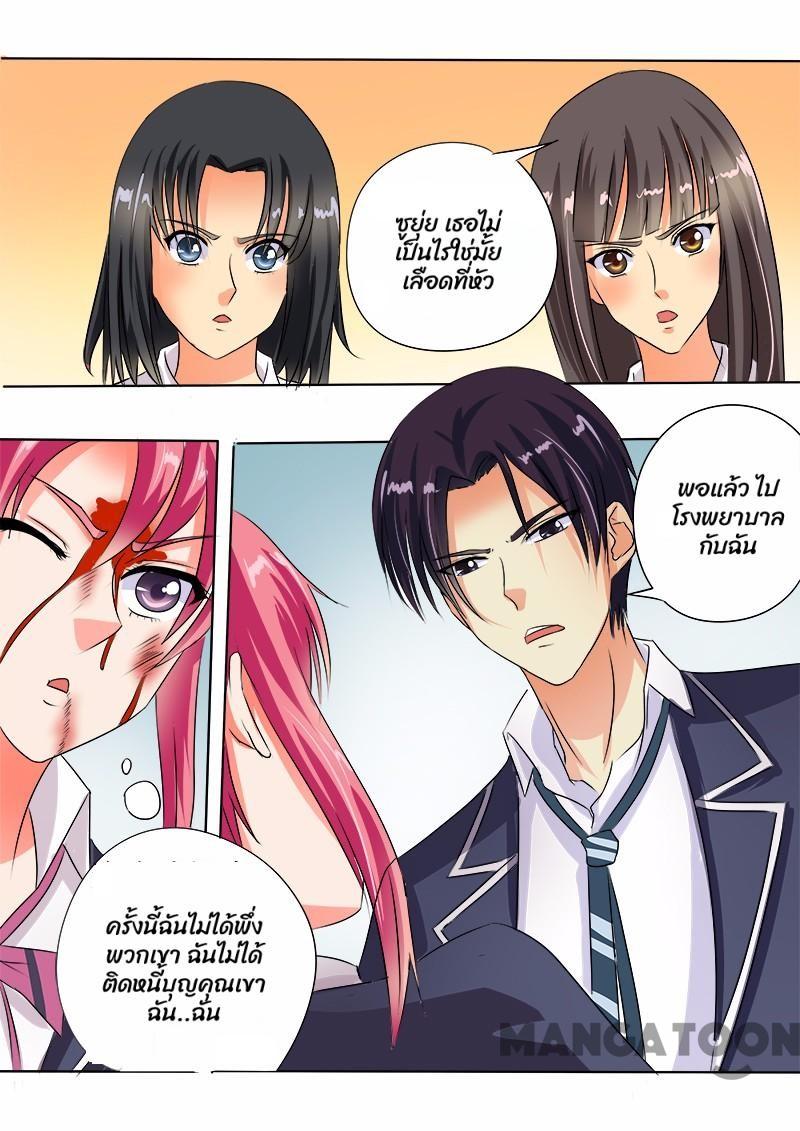 ซูยุ่ย เธอไม่
เป็นไรใช่มั้ย
เลือดที่หัว
พอแล้ว ไป
โรงพยาบาล
กับฉัน
ครั้งนี้ฉันไม่ได้พึ่ง
พวกเขา ฉันไม่ได้
ติดหนี้บุญคุณเขา
ฉัน..ฉัน
MANGATOON